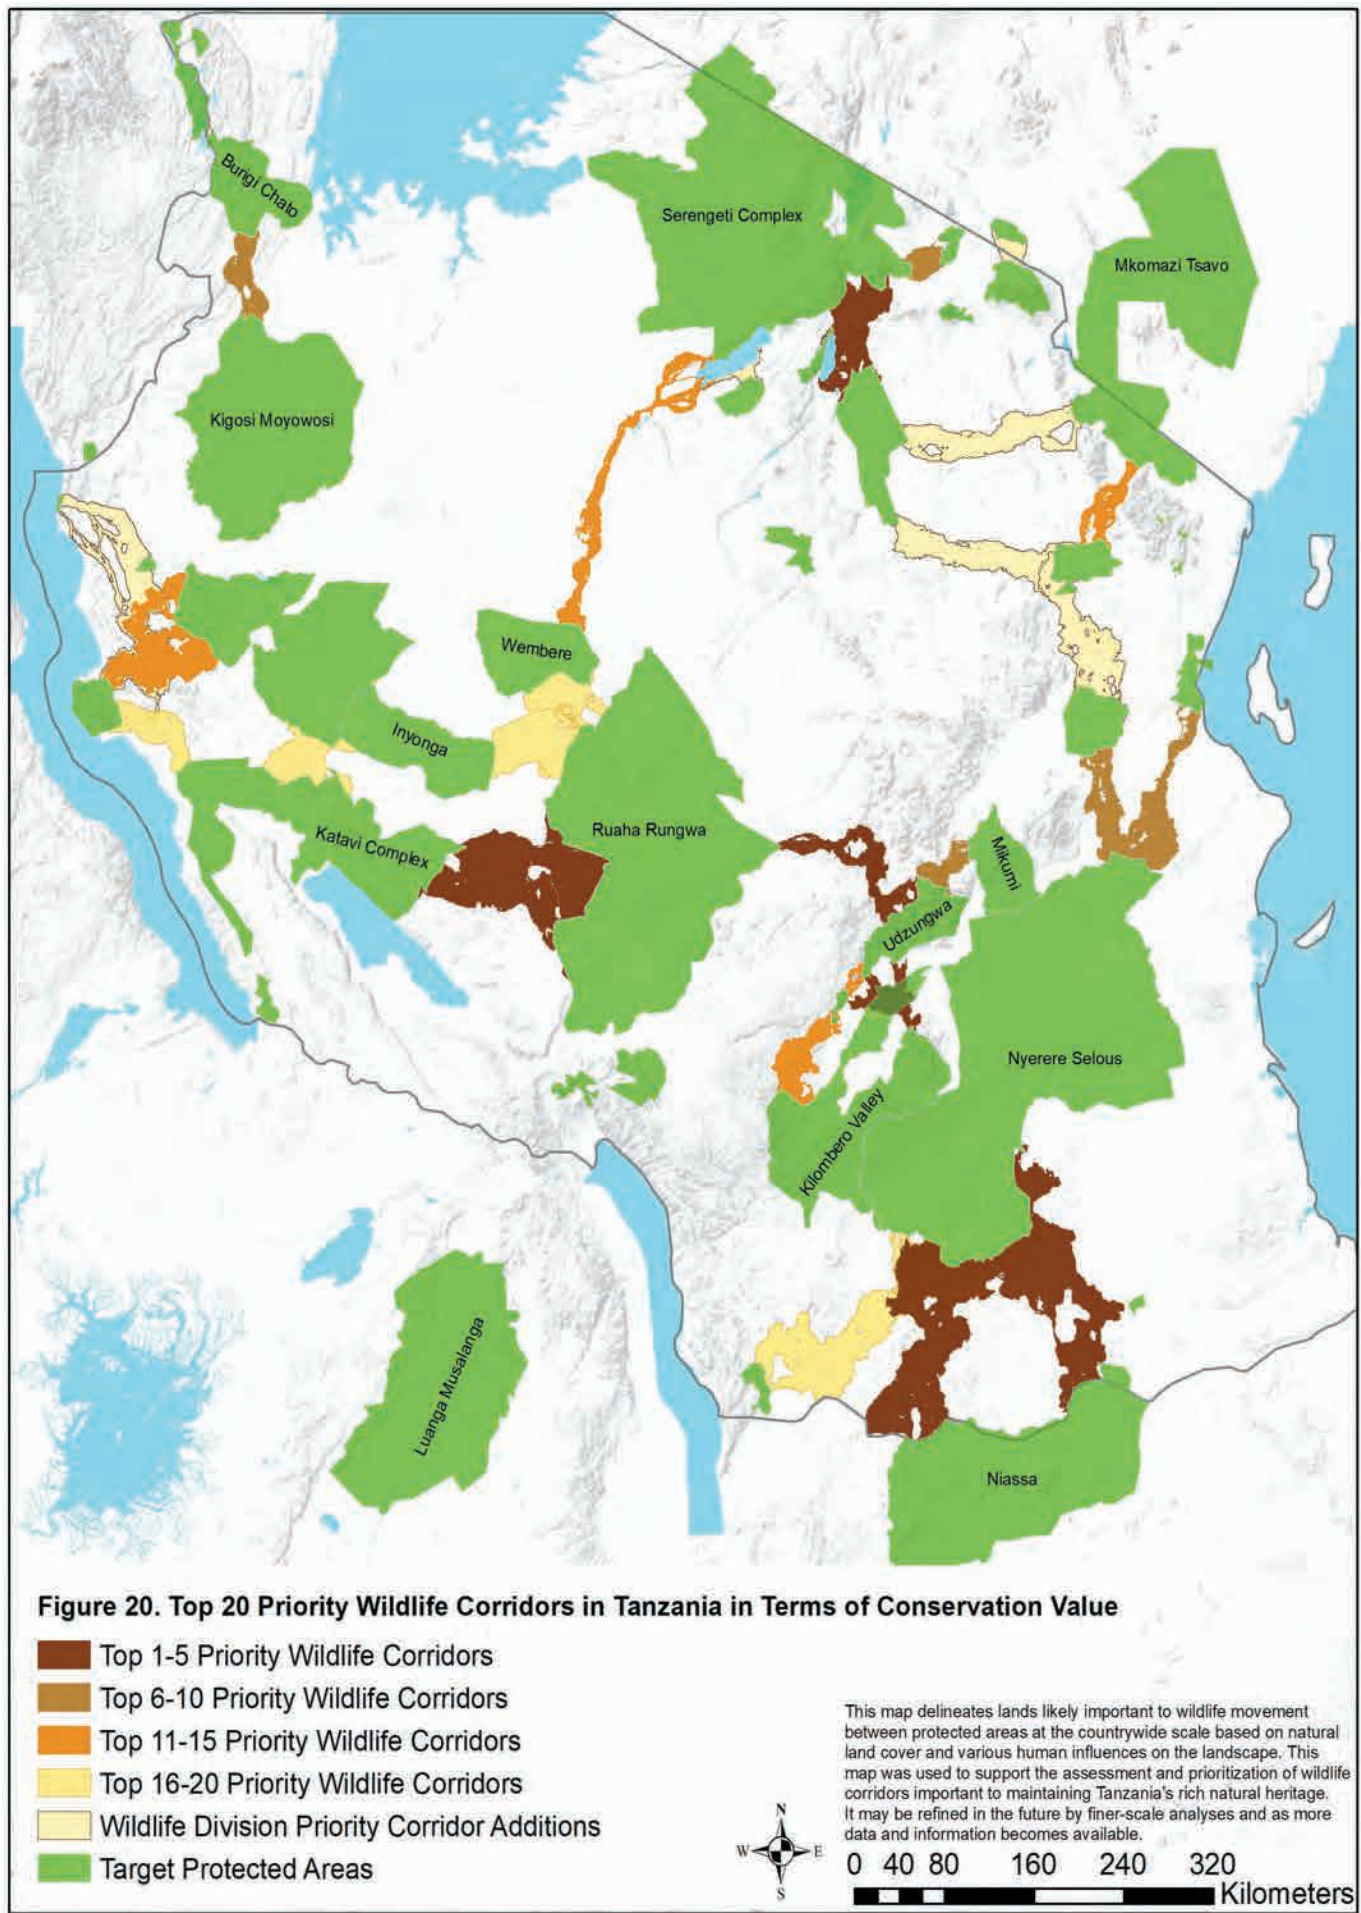 Burigi Chato
Serengeti Complex
Mkomazi Tsavo
Kigosi Moyowosi
Wembere
Inyonga
Katavi Complex
Ruaha Rungwa
Mikumi
Udzungwa
Nyerere Selous
Kilombero Valley
Luanga Musalanga
Niassa
Figure 20. Top 20 Priority Wildlife Corridors in Tanzania in Terms of Conservation Value
Top 1-5 Priority Wildlife Corridors
Top 6-10 Priority Wildlife Corridors
Top 11-15 Priority Wildlife Corridors
Top 16-20 Priority Wildlife Corridors
Wildlife Division Priority Corridor Additions
Target Protected Areas
This map delineates lands likely important to wildlife movement
between protected areas at the countrywide scale based on natural
land cover and various human influences on the landscape. This
map was used to support the assessment and prioritization of wildlife
corridors important to maintaining Tanzania's rich natural heritage.
It may be refined in the future by finer-scale analyses and as more
data and information becomes available.
N
W E
S
0 40 80 160 240 320
Kilometers